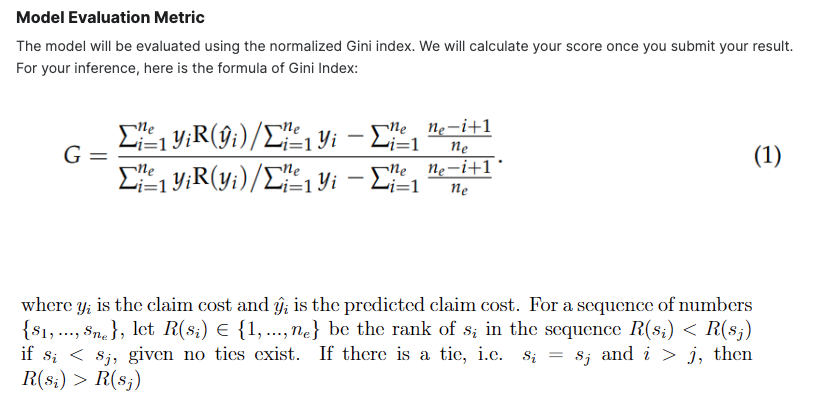 Model Evaluation Metric
The model will be evaluated using the normalized Gini index. We will calculate your score once you submit your result.
For your inference, here is the formula of Gini Index:
G = \frac{\sum_{i=1}^{n_e} y_i R(\hat{y}_i) / \sum_{i=1}^{n_e} y_i - \sum_{i=1}^{n_e} \frac{n_e - i + 1}{n_e}}{\sum_{i=1}^{n_e} y_i R(y_i) / \sum_{i=1}^{n_e} y_i - \sum_{i=1}^{n_e} \frac{n_e - i + 1}{n_e}}. (1)
where y_i is the claim cost and ŷ_i is the predicted claim cost. For a sequence of numbers
{s_1, ..., s_{n_e}}, let R(s_i) ∈ {1, ..., n_e} be the rank of s_i in the sequence R(s_i) < R(s_j)
if s_i < s_j, given no ties exist. If there is a tie, i.e. s_i = s_j and i > j, then
R(s_i) > R(s_j)